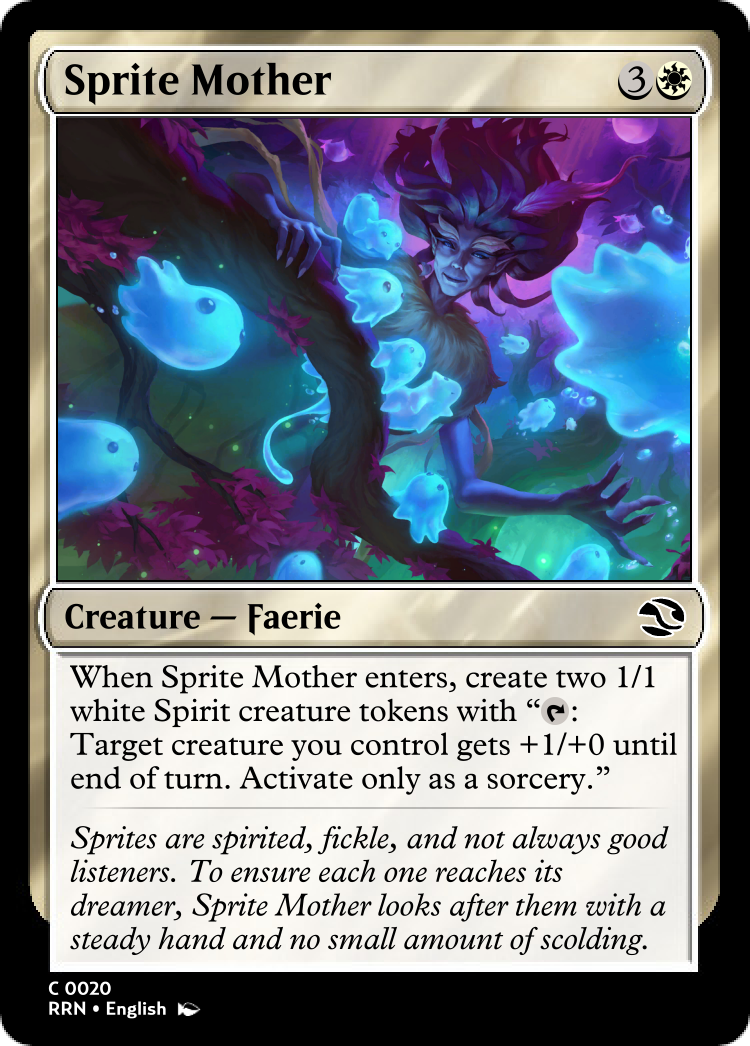 Sprite Mother 3
Creature — Faerie
When Sprite Mother enters, create two 1/1
white Spirit creature tokens with “ :
Target creature you control gets +1/+0 until
end of turn. Activate only as a sorcery.”
Sprites are spirited, fickle, and not always good
listeners. To ensure each one reaches its
dreamer, Sprite Mother looks after them with a
steady hand and no small amount of scolding.
C 0020
RRN • English